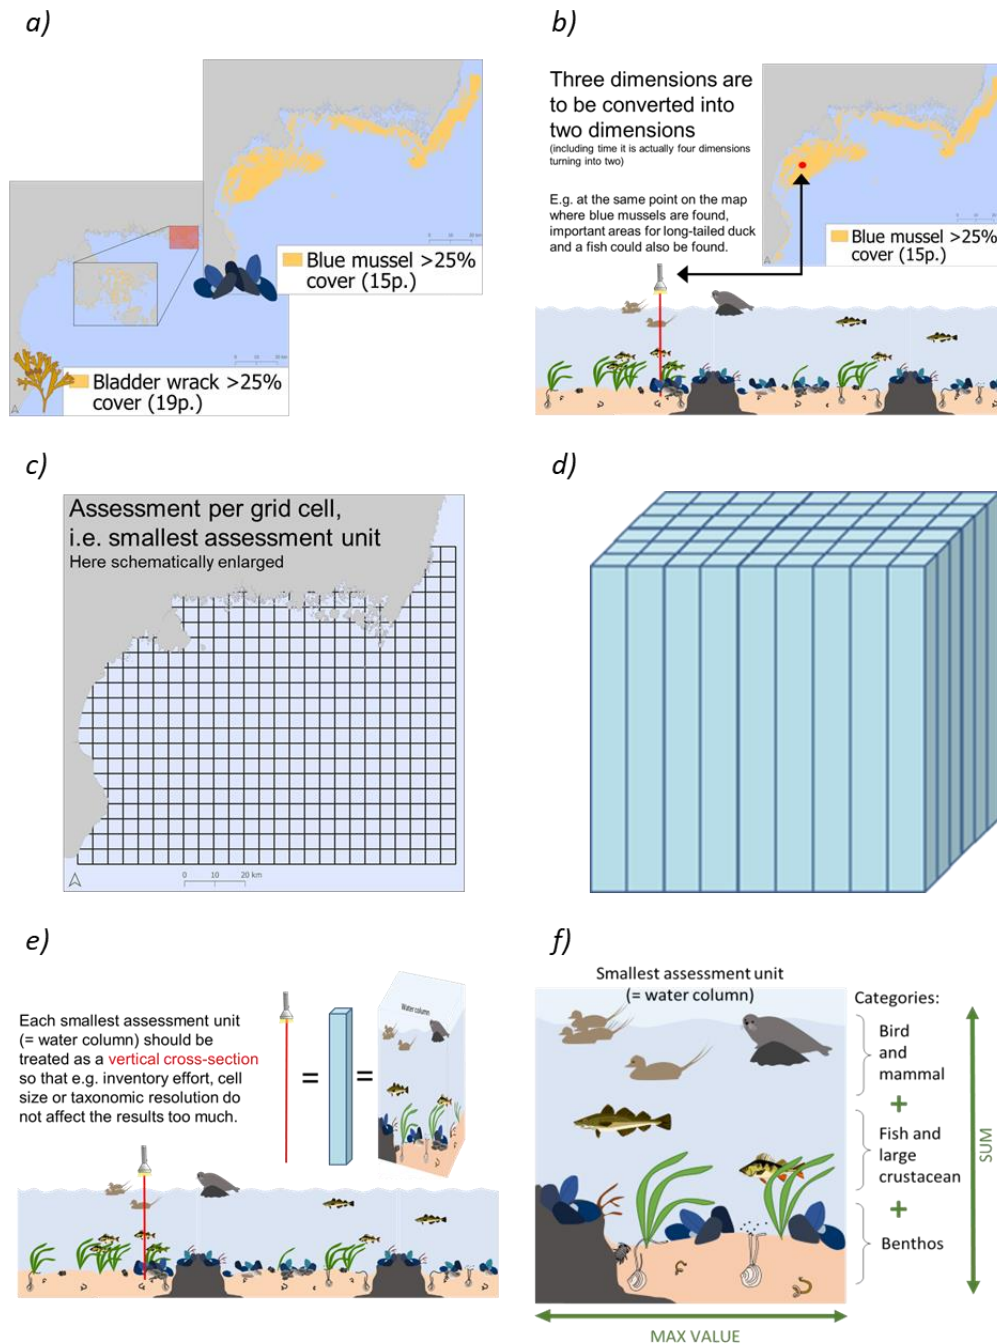 a)
Blue mussel >25%
cover (15p.)
Bladder wrack >25%
cover (19p.)
b)
Three dimensions are
to be converted into
two dimensions
(including time it is actually four dimensions
turning into two)
E.g. at the same point on the map
where blue mussels are found,
important areas for long-tailed duck
and a fish could also be found.
Blue mussel >25%
cover (15p.)
c)
Assessment per grid cell,
i.e. smallest assessment unit
Here schematically enlarged
0 10 20 km
d)
e)
Each smallest assessment unit
(= water column) should be
treated as a vertical cross-section
so that e.g. inventory effort, cell
size or taxonomic resolution do
not affect the results too much.
= =
Water column
f)
Smallest assessment unit
(= water column)
Categories:
Bird
and
mammal
+
Fish and
large
crustacean
+
Benthos
SUM
MAX VALUE